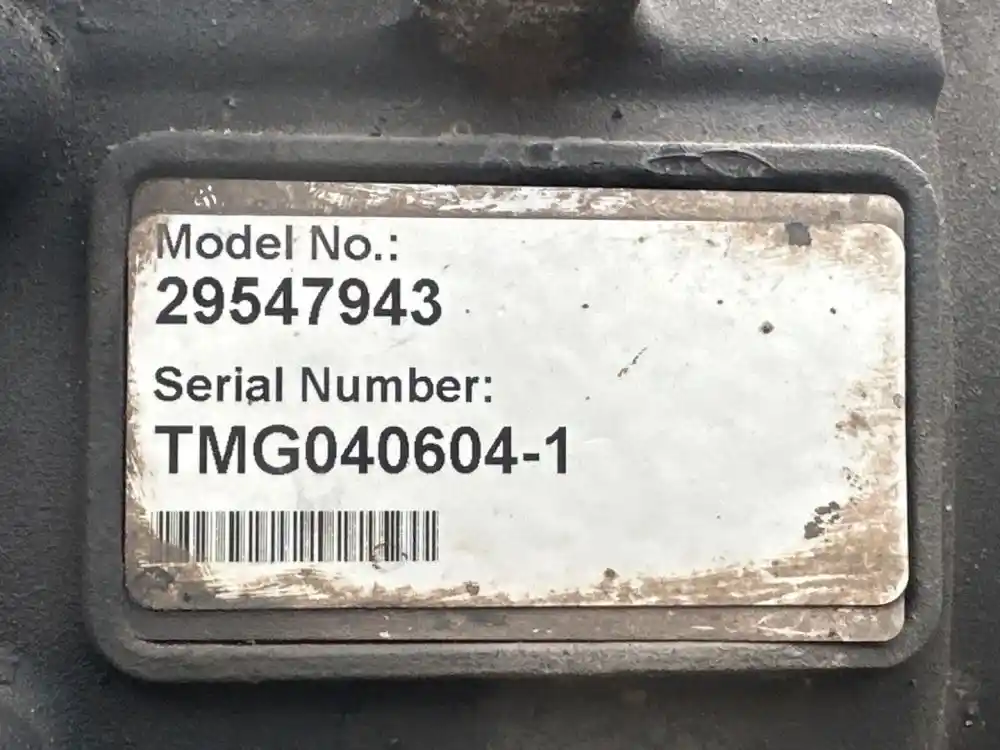 Model No.:
29547943
Serial Number:
TMG040604-1